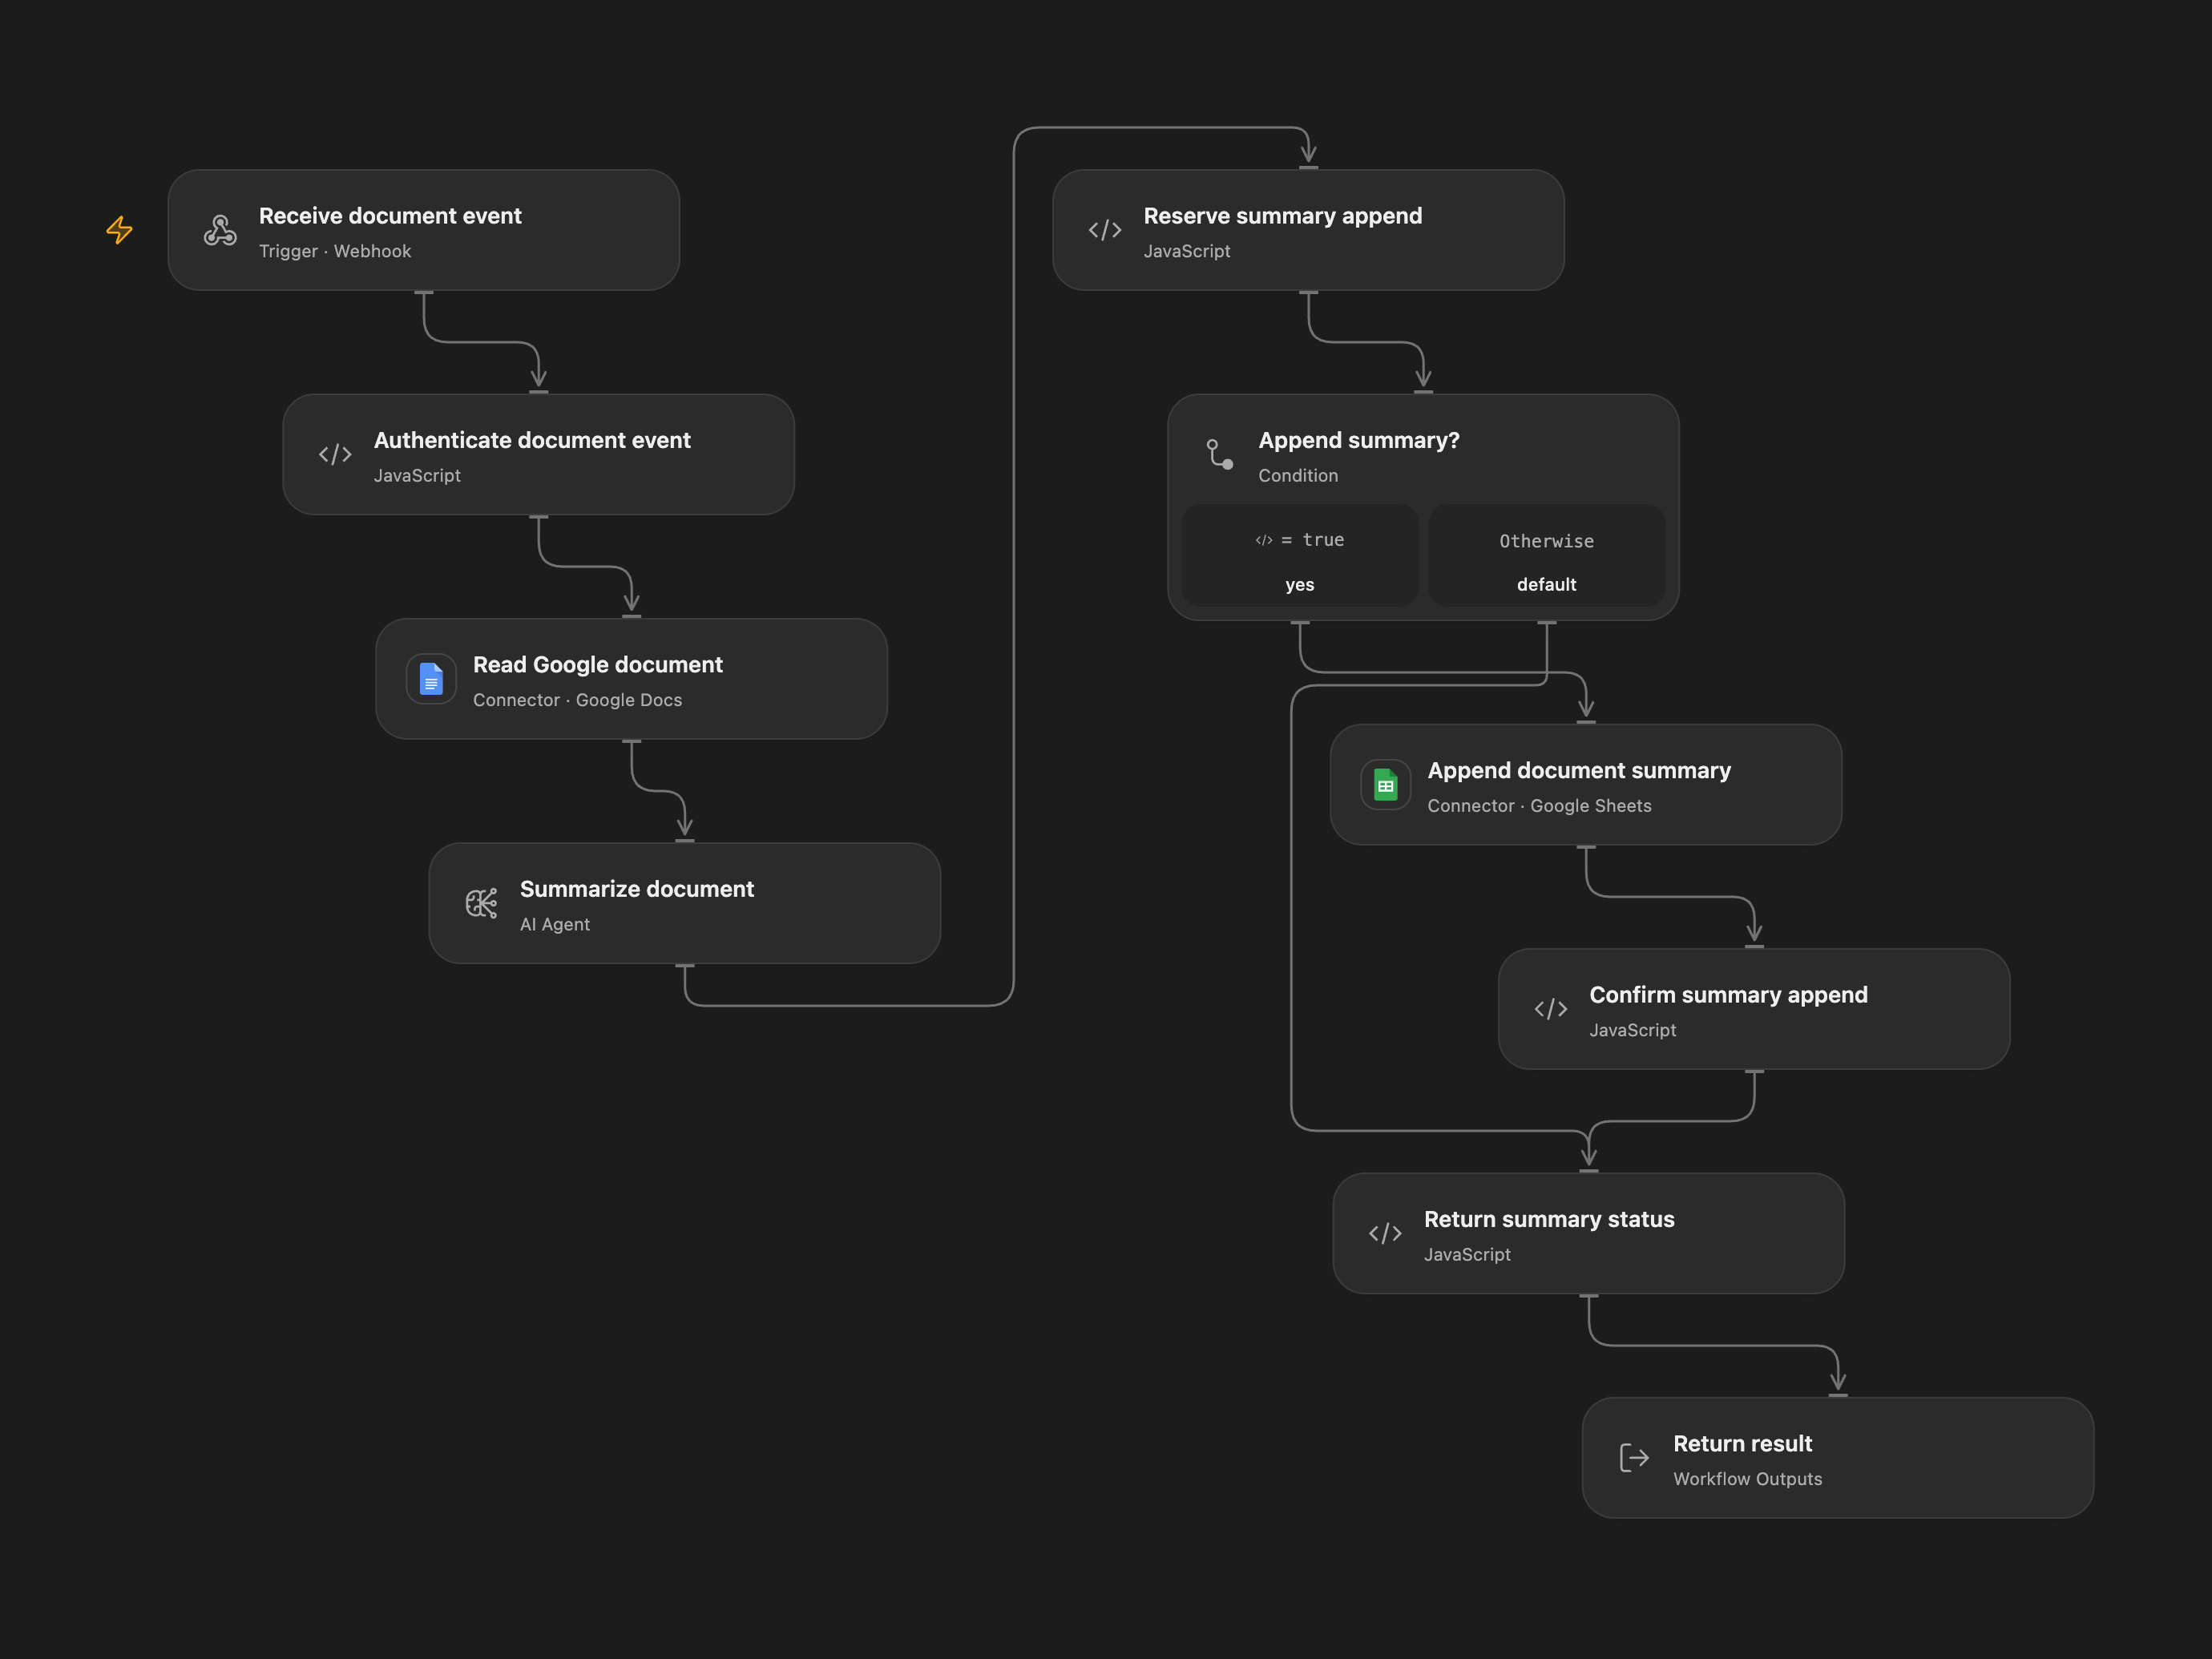 Receive document event
Trigger · Webhook
Authenticate document event
JavaScript
Read Google document
Connector · Google Docs
Summarize document
AI Agent
Reserve summary append
JavaScript
Append summary?
Condition
</> = true
yes
Otherwise
default
Append document summary
Connector · Google Sheets
Confirm summary append
JavaScript
Return summary status
JavaScript
Return result
Workflow Outputs